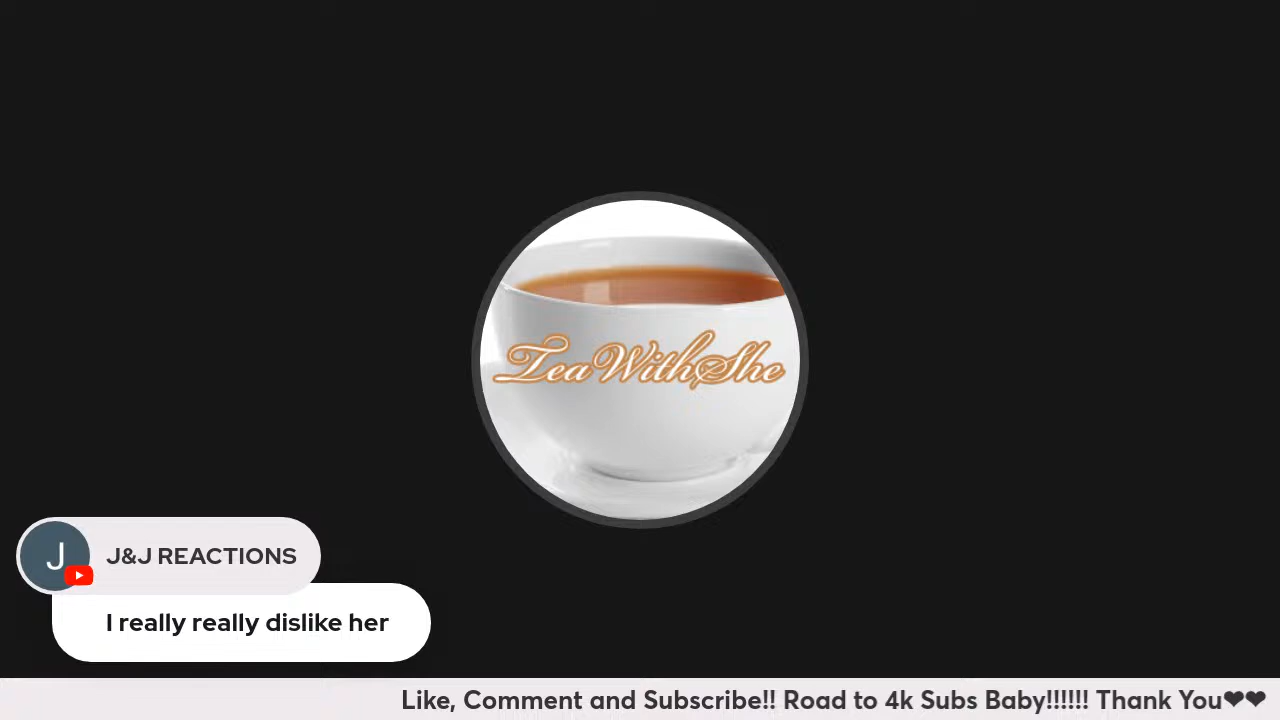 TeaWithShe
J
J&J REACTIONS
I really really dislike her
Like, Comment and Subscribe!! Road to 4k Subs Baby!!!!!! Thank You❤❤